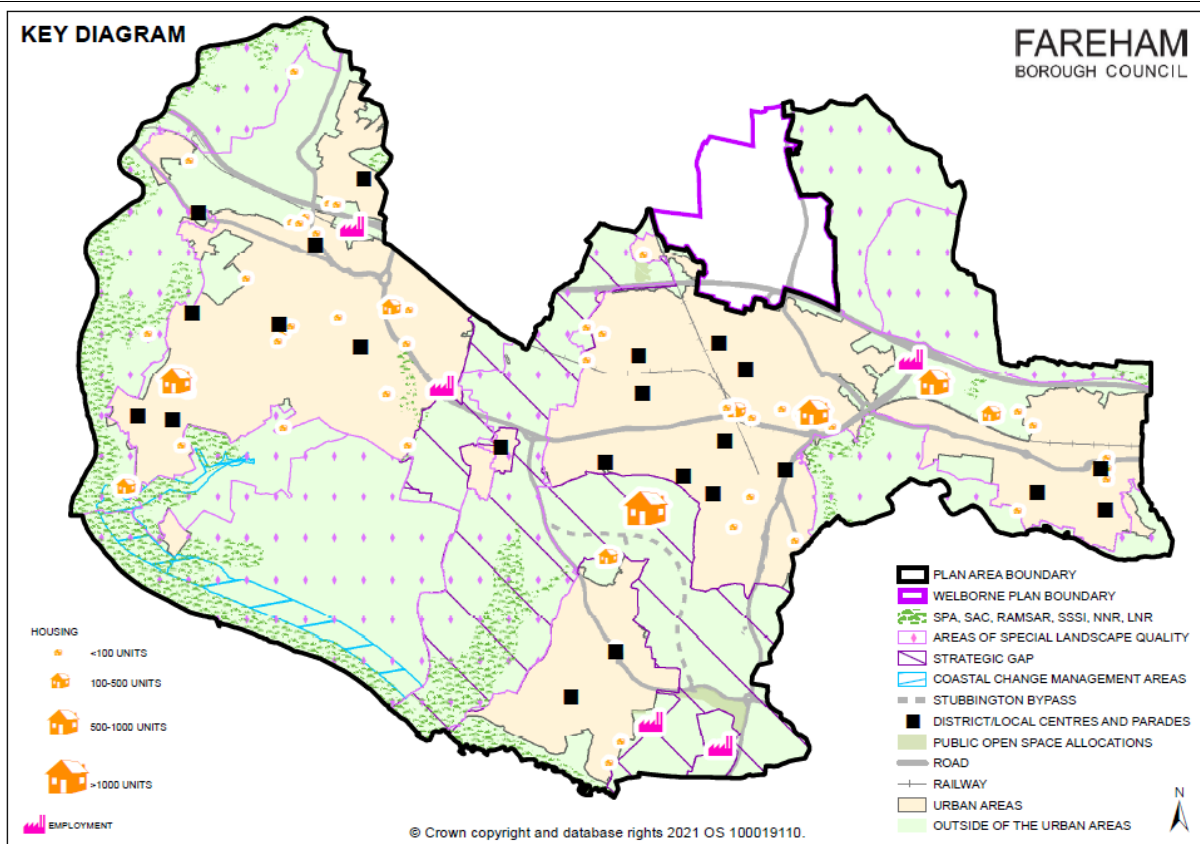 KEY DIAGRAM
FAREHAM
BOROUGH COUNCIL
PLAN AREA BOUNDARY
WELBORNE PLAN BOUNDARY
SPA, SAC, RAMSAR, SSSI, NNR, LNR
AREAS OF SPECIAL LANDSCAPE QUALITY
STRATEGIC GAP
COASTAL CHANGE MANAGEMENT AREAS
STUBBINGTON BYPASS
DISTRICT/LOCAL CENTRES AND PARADES
PUBLIC OPEN SPACE ALLOCATIONS
ROAD
RAILWAY
URBAN AREAS
OUTSIDE OF THE URBAN AREAS
N
HOUSING
<100 UNITS
100-500 UNITS
500-1000 UNITS
>1000 UNITS
EMPLOYMENT
© Crown copyright and database rights 2021 OS 100019110.